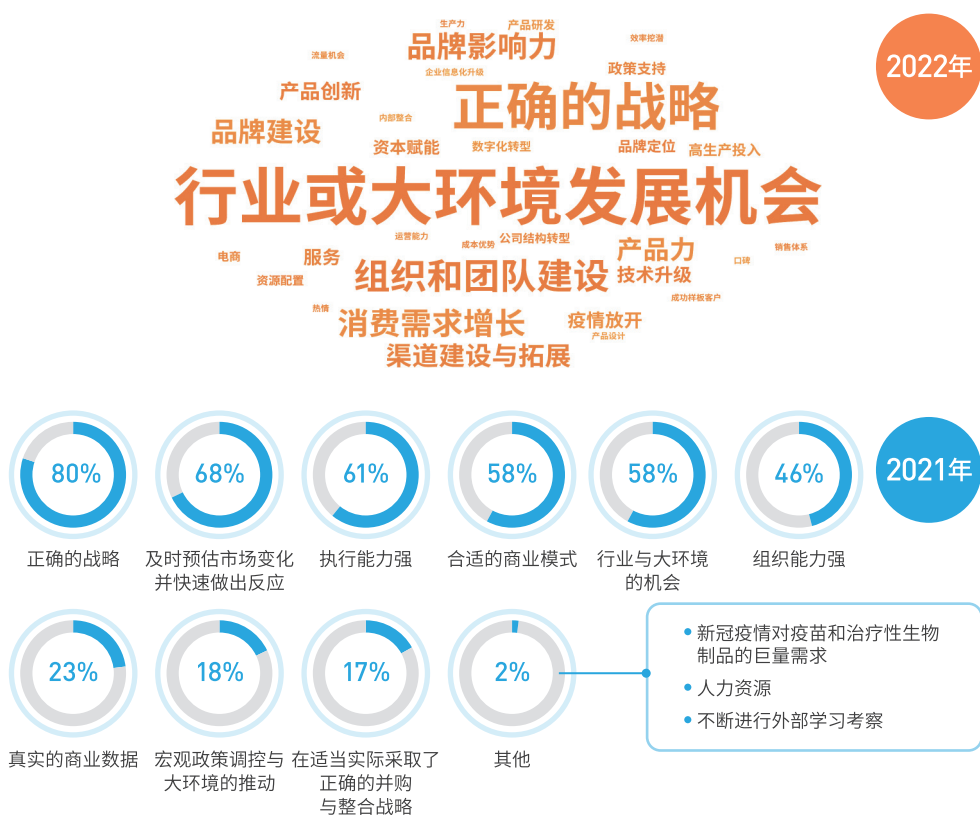 生产力
产品研发
品牌影响力
效率挖潜
流量机会
企业信息化升级
政策支持
2022年
产品创新
正确的战略
品牌建设
内部整合
资本赋能
数字化转型
品牌定位
高生产投入
行业或大环境发展机会
运营能力
成本优势
公司结构转型
产品力
销售体系
电商
服务
口碑
组织和团队建设
技术升级
资源配置
成功样板客户
热情
消费需求增长
疫情放开
产品设计
渠道建设与拓展
80%
68%
61%
58%
58%
46%
2021年
正确的战略
及时预估市场变化
并快速做出反应
执行能力强
合适的商业模式
行业与大环境
的机会
组织能力强
23%
18%
17%
2%
新冠疫情对疫苗和治疗性生物
制品的巨量需求
人力资源
不断进行外部学习考察
真实的商业数据
宏观政策调控与
大环境的推动
在适当实际采取了
正确的并购
与整合战略
其他